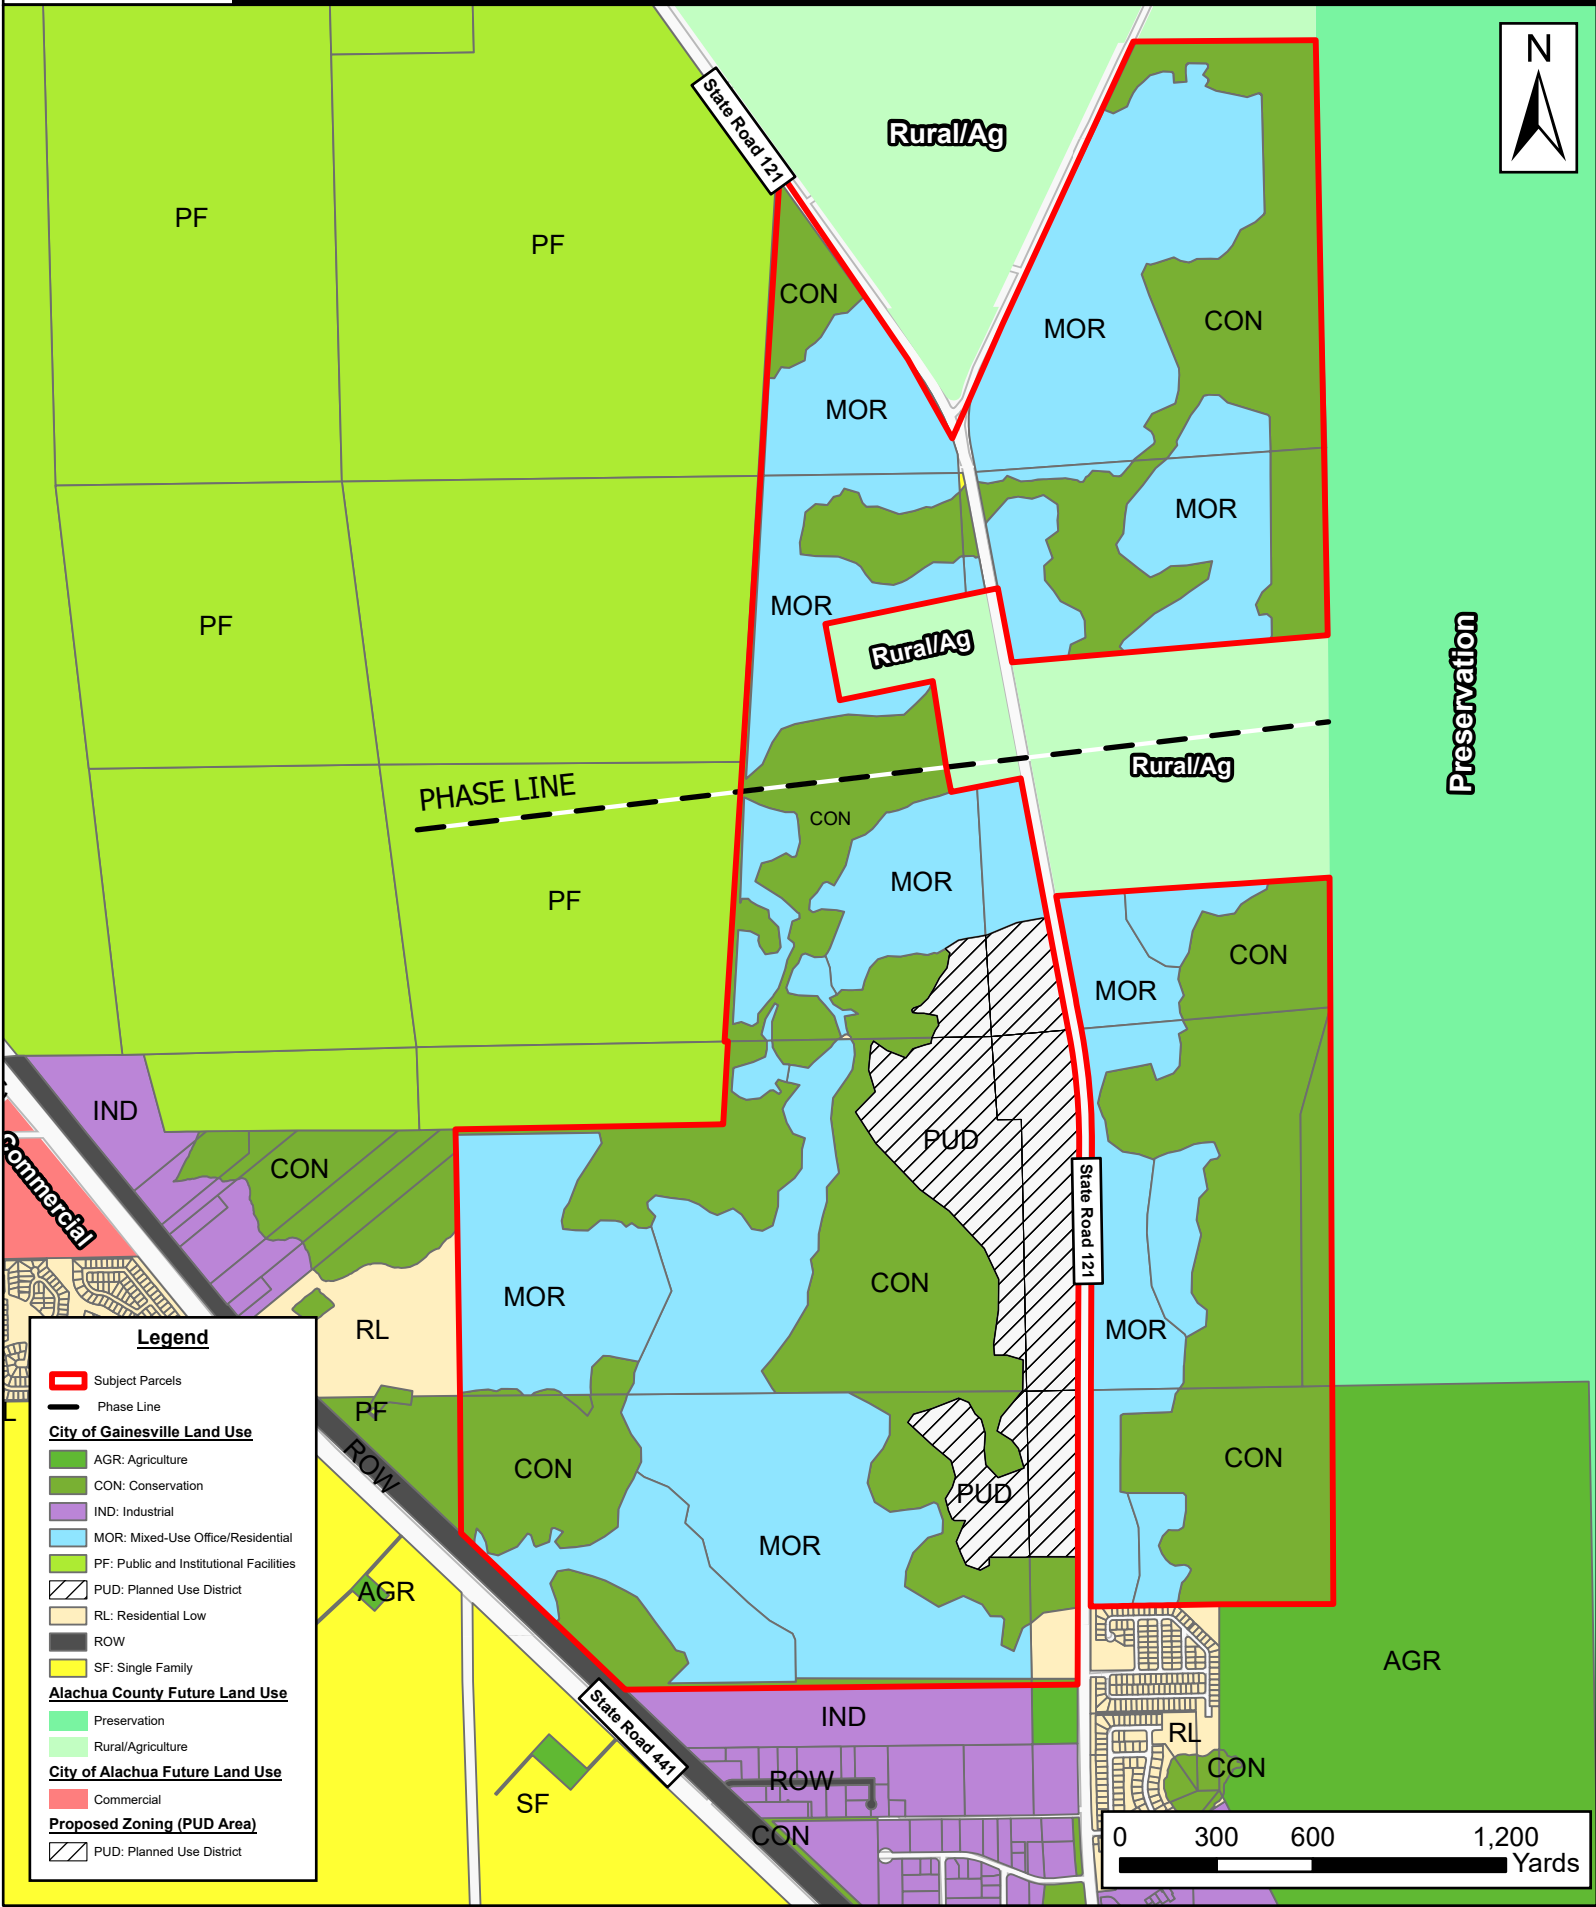 N
State Road 121
Rural/Ag
PF
PF
CON
MOR
CON
MOR
MOR
PF
MOR
Rural/Ag
Preservation
Rural/Ag
PHASE LINE
CON
MOR
PF
CON
MOR
IND
PUD
Commercial
CON
State Road 121
CON
MOR
RL
MOR
PF
ROW
CON
CON
PUD
MOR
AGR
AGR
IND
State Road 441
RL
CON
ROW
SF
CON
L
Legend
Subject Parcels
Phase Line
City of Gainesville Land Use
AGR: Agriculture
CON: Conservation
IND: Industrial
MOR: Mixed-Use Office/Residential
PF: Public and Institutional Facilities
PUD: Planned Use District
RL: Residential Low
ROW
SF: Single Family
Alachua County Future Land Use
Preservation
Rural/Agriculture
City of Alachua Future Land Use
Commercial
Proposed Zoning (PUD Area)
PUD: Planned Use District
0 300 600 1,200
Yards